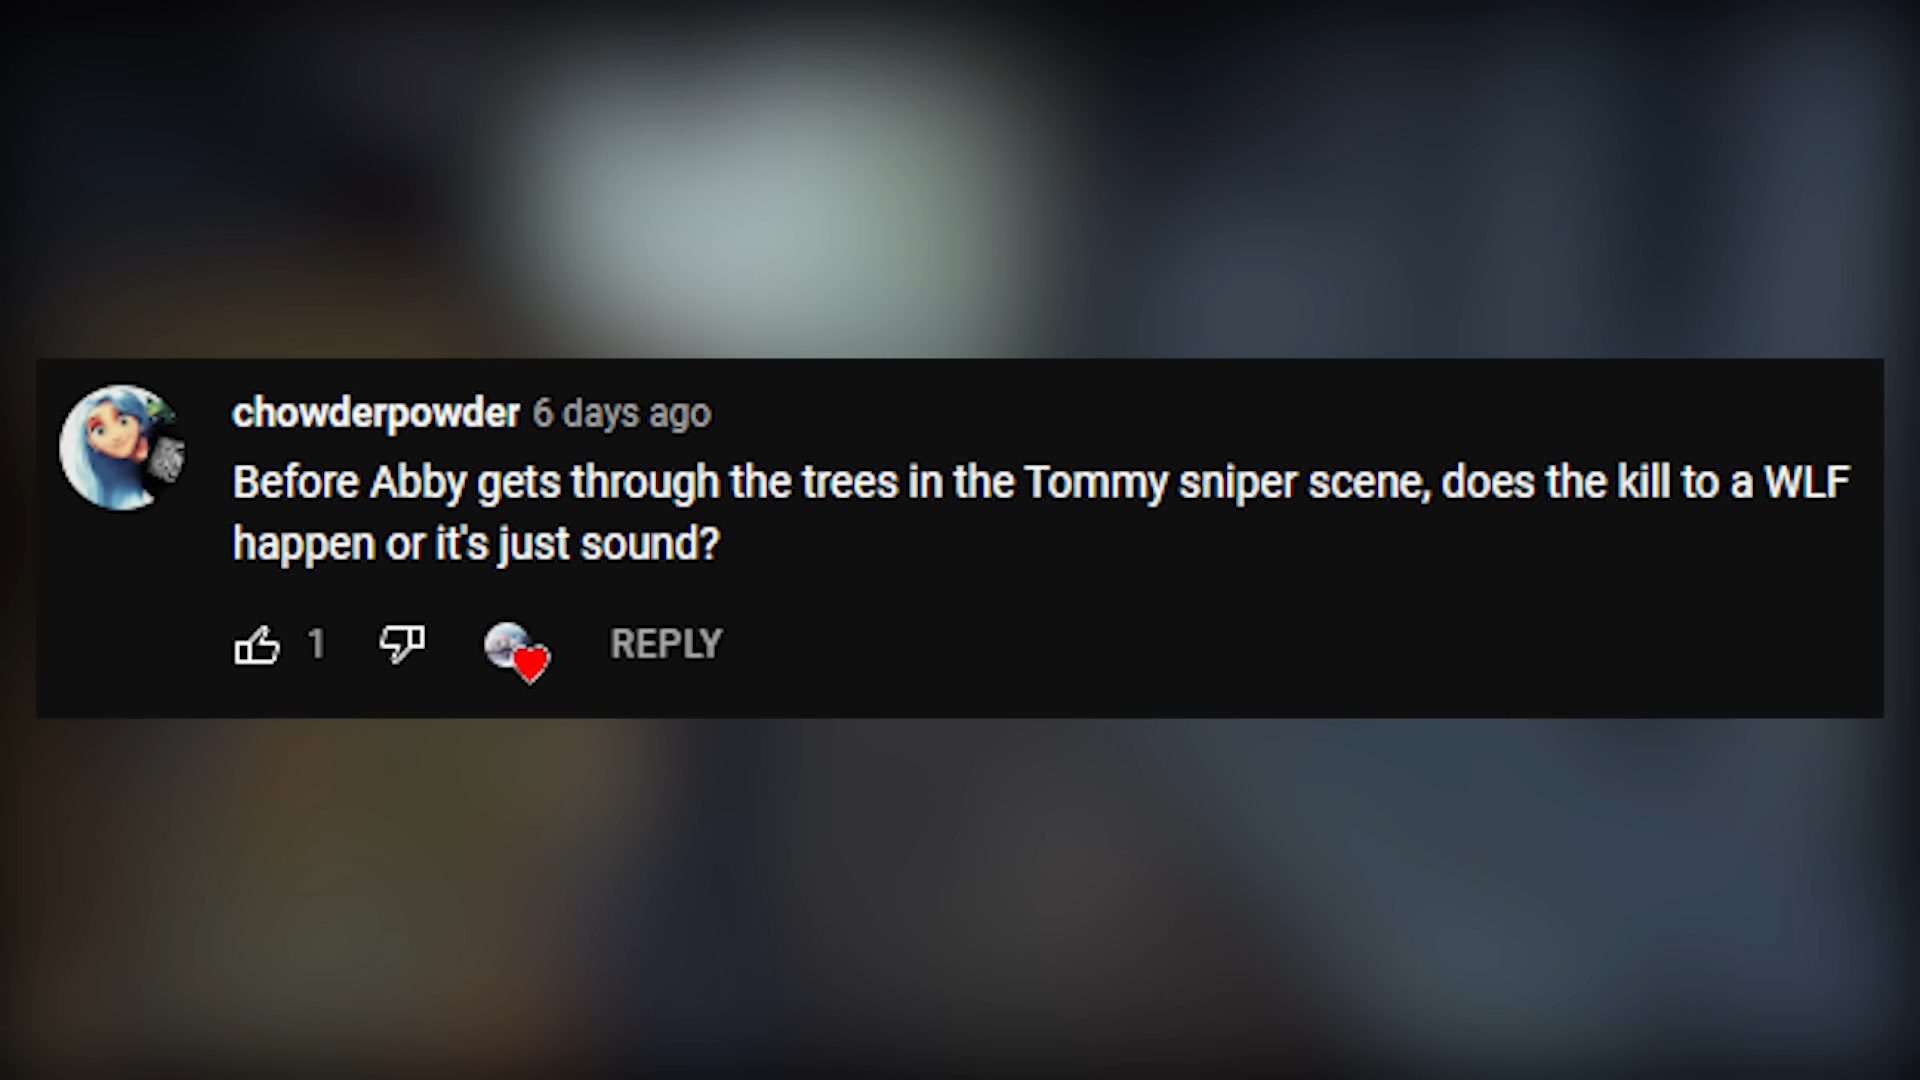 chowderpowder 6 days ago
Before Abby gets through the trees in the Tommy sniper scene, does the kill to a WLF
happen or it's just sound?
1 REPLY